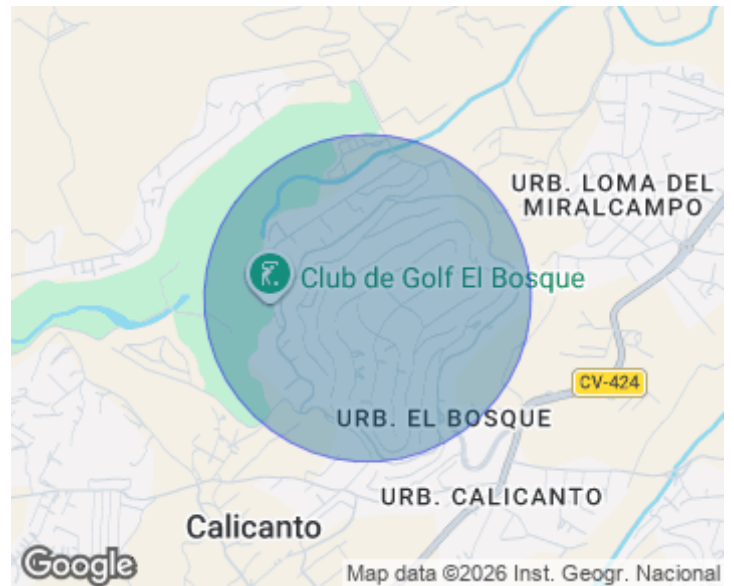 URB. LOMA DEL
MIRALCAMPO
Club de Golf El Bosque
CV-424
URB. EL BOSQUE
URB. CALICANTO
Calicanto
Google
Map data ©2026 Inst. Geogr. Nacional